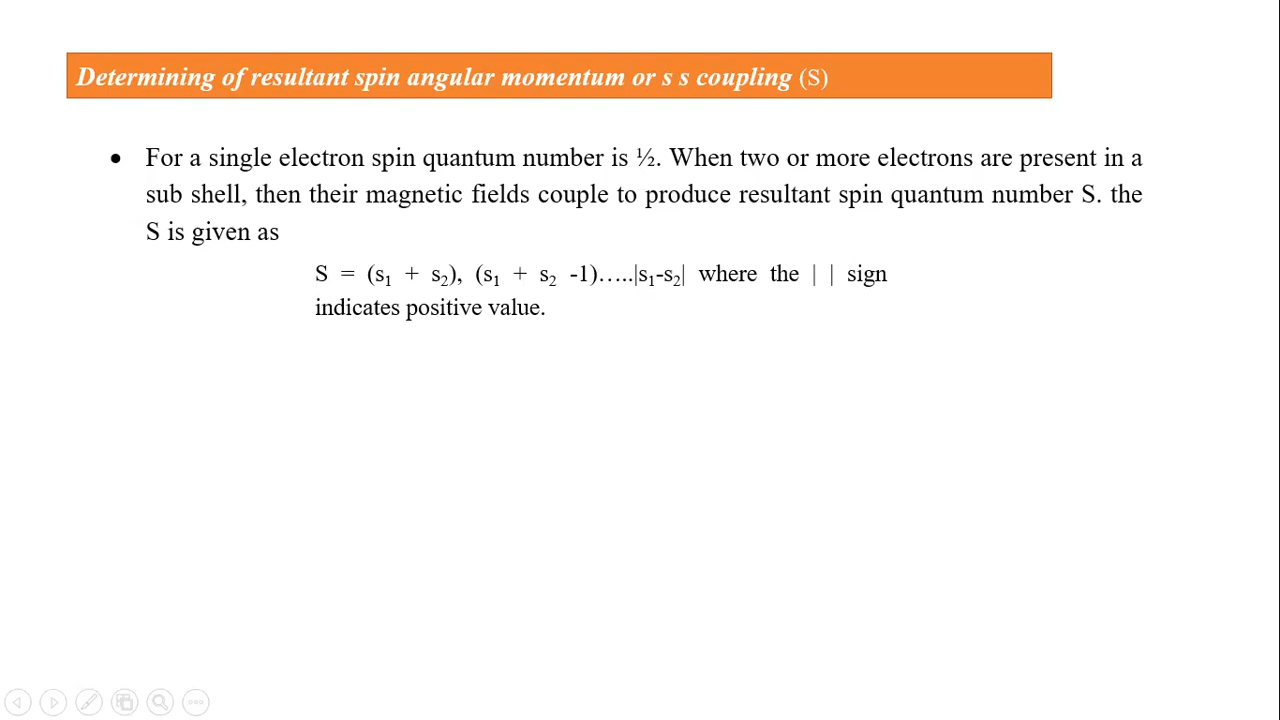 Determining of resultant spin angular momentum or s s coupling (S)
• For a single electron spin quantum number is ½. When two or more electrons are present in a
sub shell, then their magnetic fields couple to produce resultant spin quantum number S. the
S is given as
S = (s₁ + s₂), (s₁ + s₂ -1)…..|s₁-s₂| where the | | sign
indicates positive value.